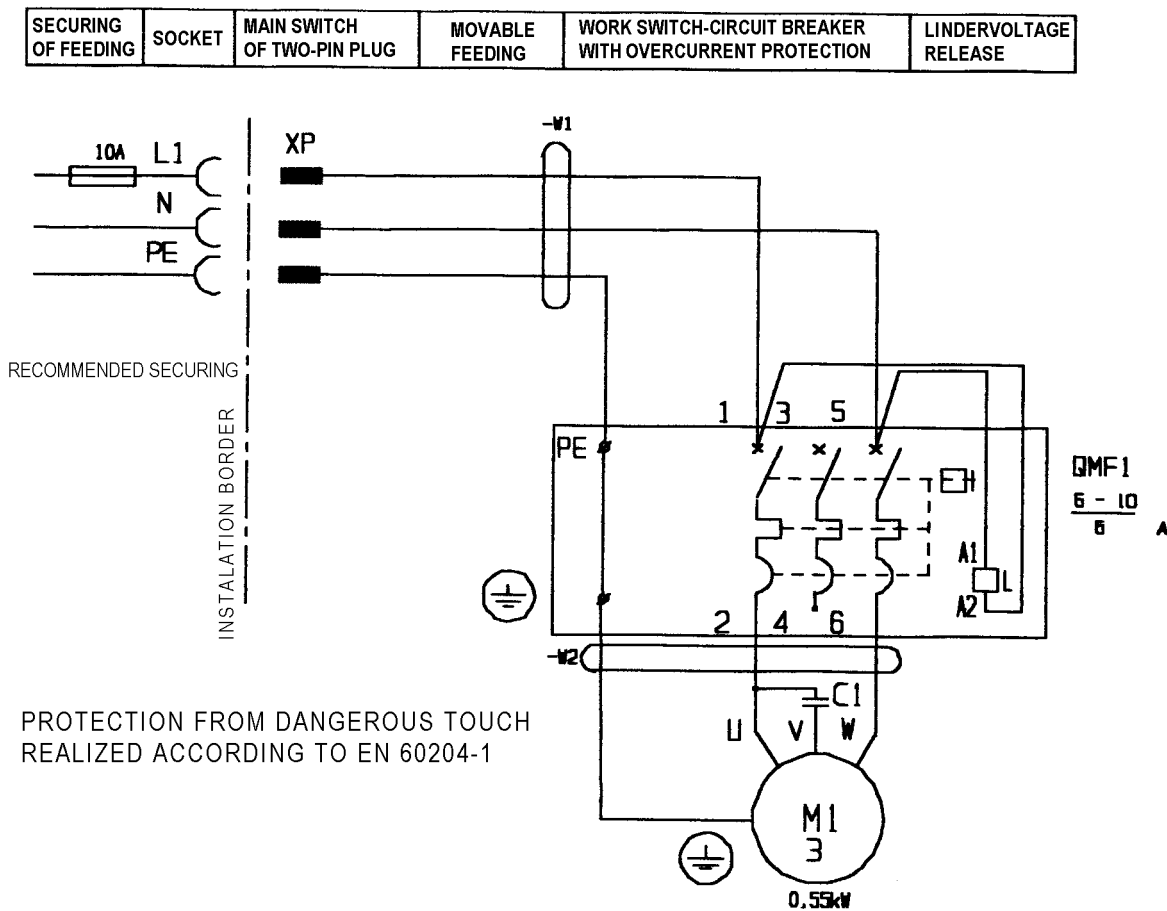 SECURING OF FEEDING
SOCKET
MAIN SWITCH OF TWO-PIN PLUG
MOVABLE FEEDING
WORK SWITCH-CIRCUIT BREAKER WITH OVERCURRENT PROTECTION
LINDERVOLTAGE RELEASE
10A
L1
XP
-W1
N
PE
RECOMMENDED SECURING
INSTALATION BORDER
1 3 5
PE
QMF1
6 - 10
6 A
A1
A2
2 4 6
-W2
C1
U V W
PROTECTION FROM DANGEROUS TOUCH
REALIZED ACCORDING TO EN 60204-1
M1
3
0,55kW